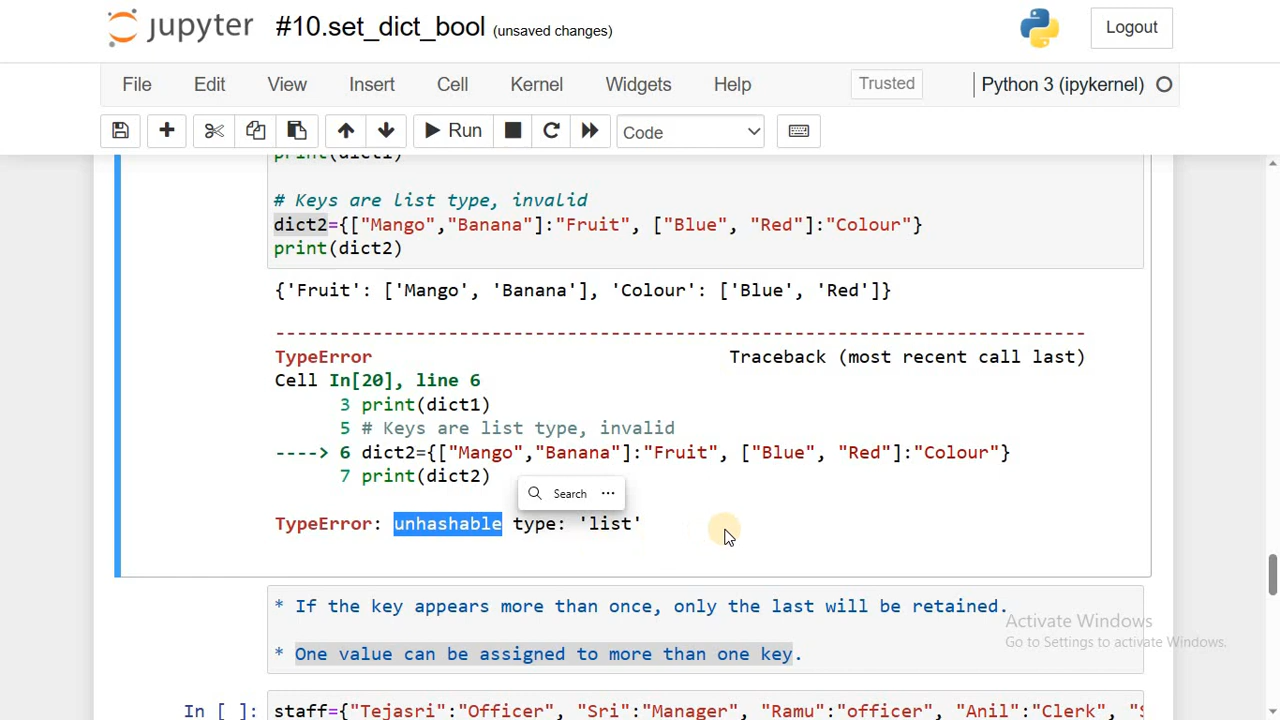 jupyter #10.set_dict_bool (unsaved changes) Logout
File Edit View Insert Cell Kernel Widgets Help Trusted Python 3 (ipykernel)
Run Code
print(dict1)
# Keys are list type, invalid
dict2={["Mango","Banana"]:"Fruit", ["Blue", "Red"]:"Colour"}
print(dict2)
{'Fruit': ['Mango', 'Banana'], 'Colour': ['Blue', 'Red']}
---------------------------------------------------------------------------
TypeError Traceback (most recent call last)
Cell In[20], line 6
3 print(dict1)
5 # Keys are list type, invalid
----> 6 dict2={["Mango","Banana"]:"Fruit", ["Blue", "Red"]:"Colour"}
7 print(dict2)
Search ...
TypeError: unhashable type: 'list'
* If the key appears more than once, only the last will be retained.
Activate Windows
Go to Settings to activate Windows.
* One value can be assigned to more than one key.
In [ ]: staff={"Tejasri":"Officer", "Sri":"Manager", "Ramu":"officer", "Anil":"Clerk",